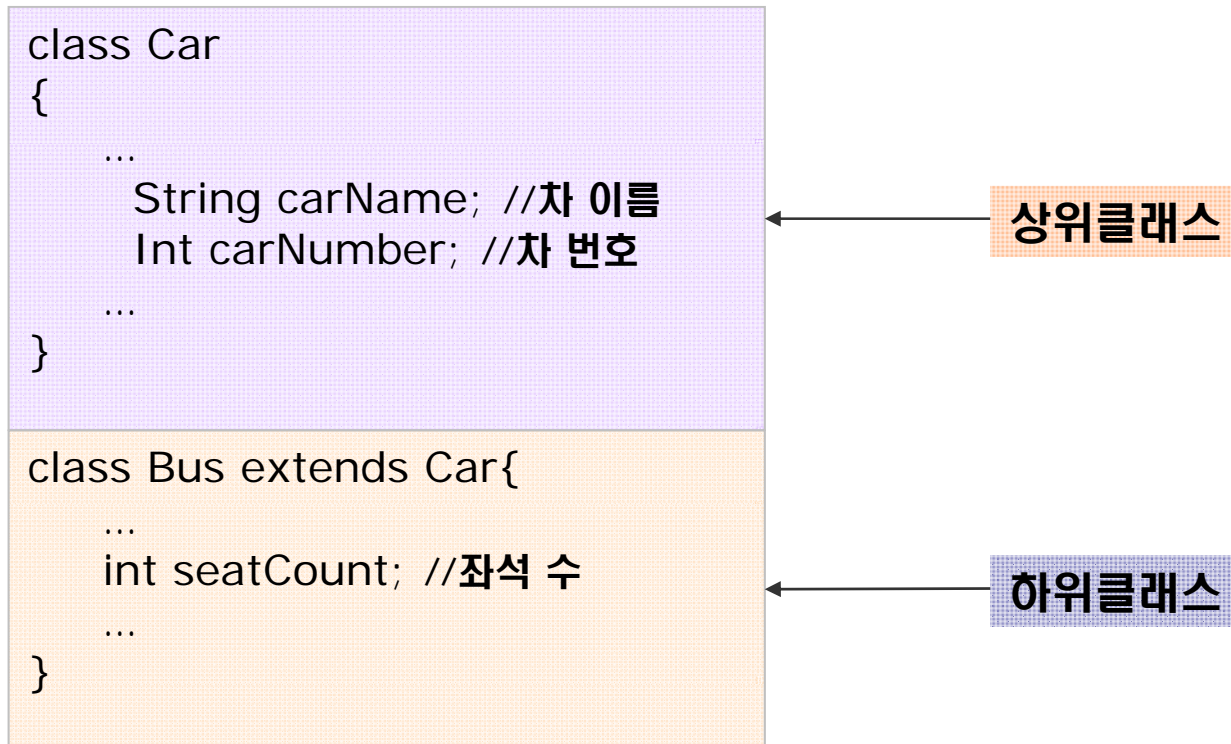 class Car
{
...
String carName; //차 이름
Int carNumber; //차 번호
...
}
상위클래스
class Bus extends Car{
...
int seatCount; //좌석 수
...
}
하위클래스